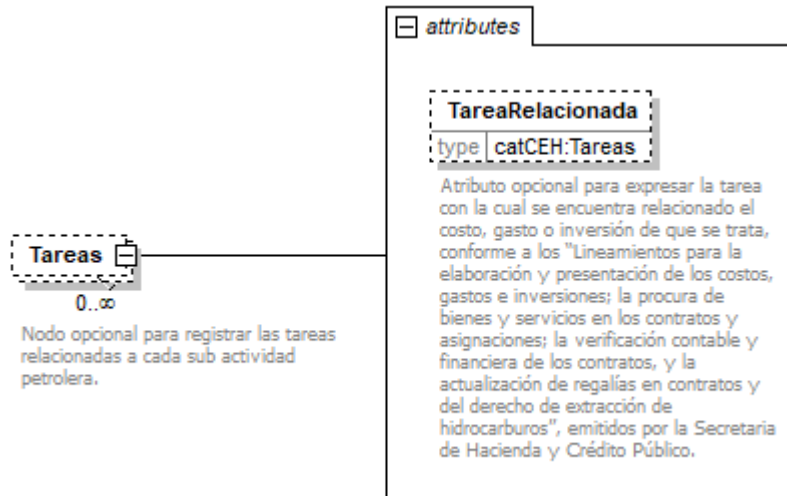 attributes
TareaRelacionada
type catCEH:Tareas
Atributo opcional para expresar la tarea
con la cual se encuentra relacionado el
costo, gasto o inversión de que se trata,
conforme a los "Lineamientos para la
elaboración y presentación de los costos,
gastos e inversiones; la procura de
bienes y servicios en los contratos y
asignaciones; la verificación contable y
financiera de los contratos, y la
actualización de regalías en contratos y
del derecho de extracción de
hidrocarburos", emitidos por la Secretaria
de Hacienda y Crédito Público.
Tareas
0..∞
Nodo opcional para registrar las tareas
relacionadas a cada sub actividad
petrolera.